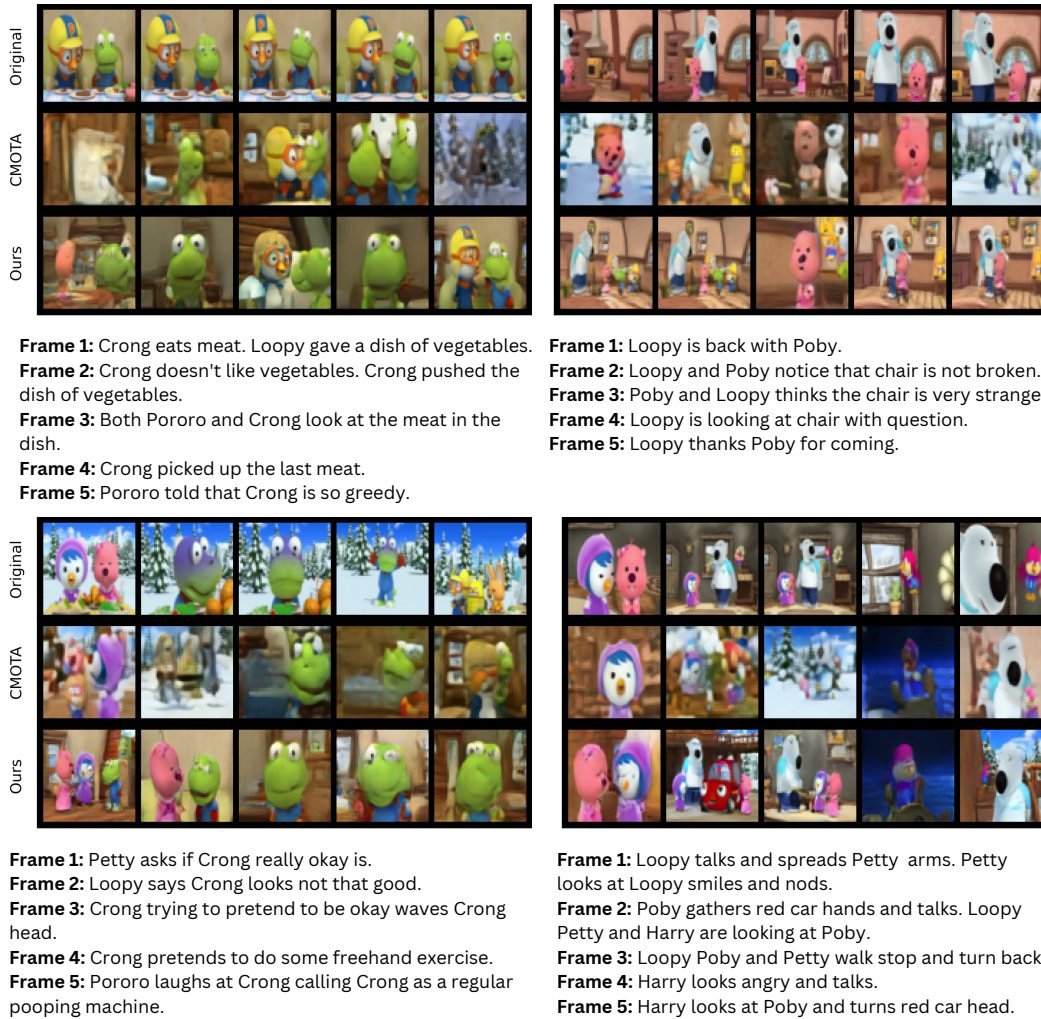 Original
CMOTA
Ours
Frame 1: Crong eats meat. Loopy gave a dish of vegetables.
Frame 2: Crong doesn't like vegetables. Crong pushed the
dish of vegetables.
Frame 3: Both Pororo and Crong look at the meat in the
dish.
Frame 4: Crong picked up the last meat.
Frame 5: Pororo told that Crong is so greedy.
Frame 1: Loopy is back with Poby.
Frame 2: Loopy and Poby notice that chair is not broken.
Frame 3: Poby and Loopy thinks the chair is very strange
Frame 4: Loopy is looking at chair with question.
Frame 5: Loopy thanks Poby for coming.
Original
CMOTA
Ours
Frame 1: Petty asks if Crong really okay is.
Frame 2: Loopy says Crong looks not that good.
Frame 3: Crong trying to pretend to be okay waves Crong
head.
Frame 4: Crong pretends to do some freehand exercise.
Frame 5: Pororo laughs at Crong calling Crong as a regular
pooping machine.
Original
CMOTA
Ours
Frame 1: Loopy talks and spreads Petty  arms. Petty
looks at Loopy smiles and nods.
Frame 2: Poby gathers red car hands and talks. Loopy
Petty and Harry are looking at Poby.
Frame 3: Loopy Poby and Petty walk stop and turn back
Frame 4: Harry looks angry and talks.
Frame 5: Harry looks at Poby and turns red car head.